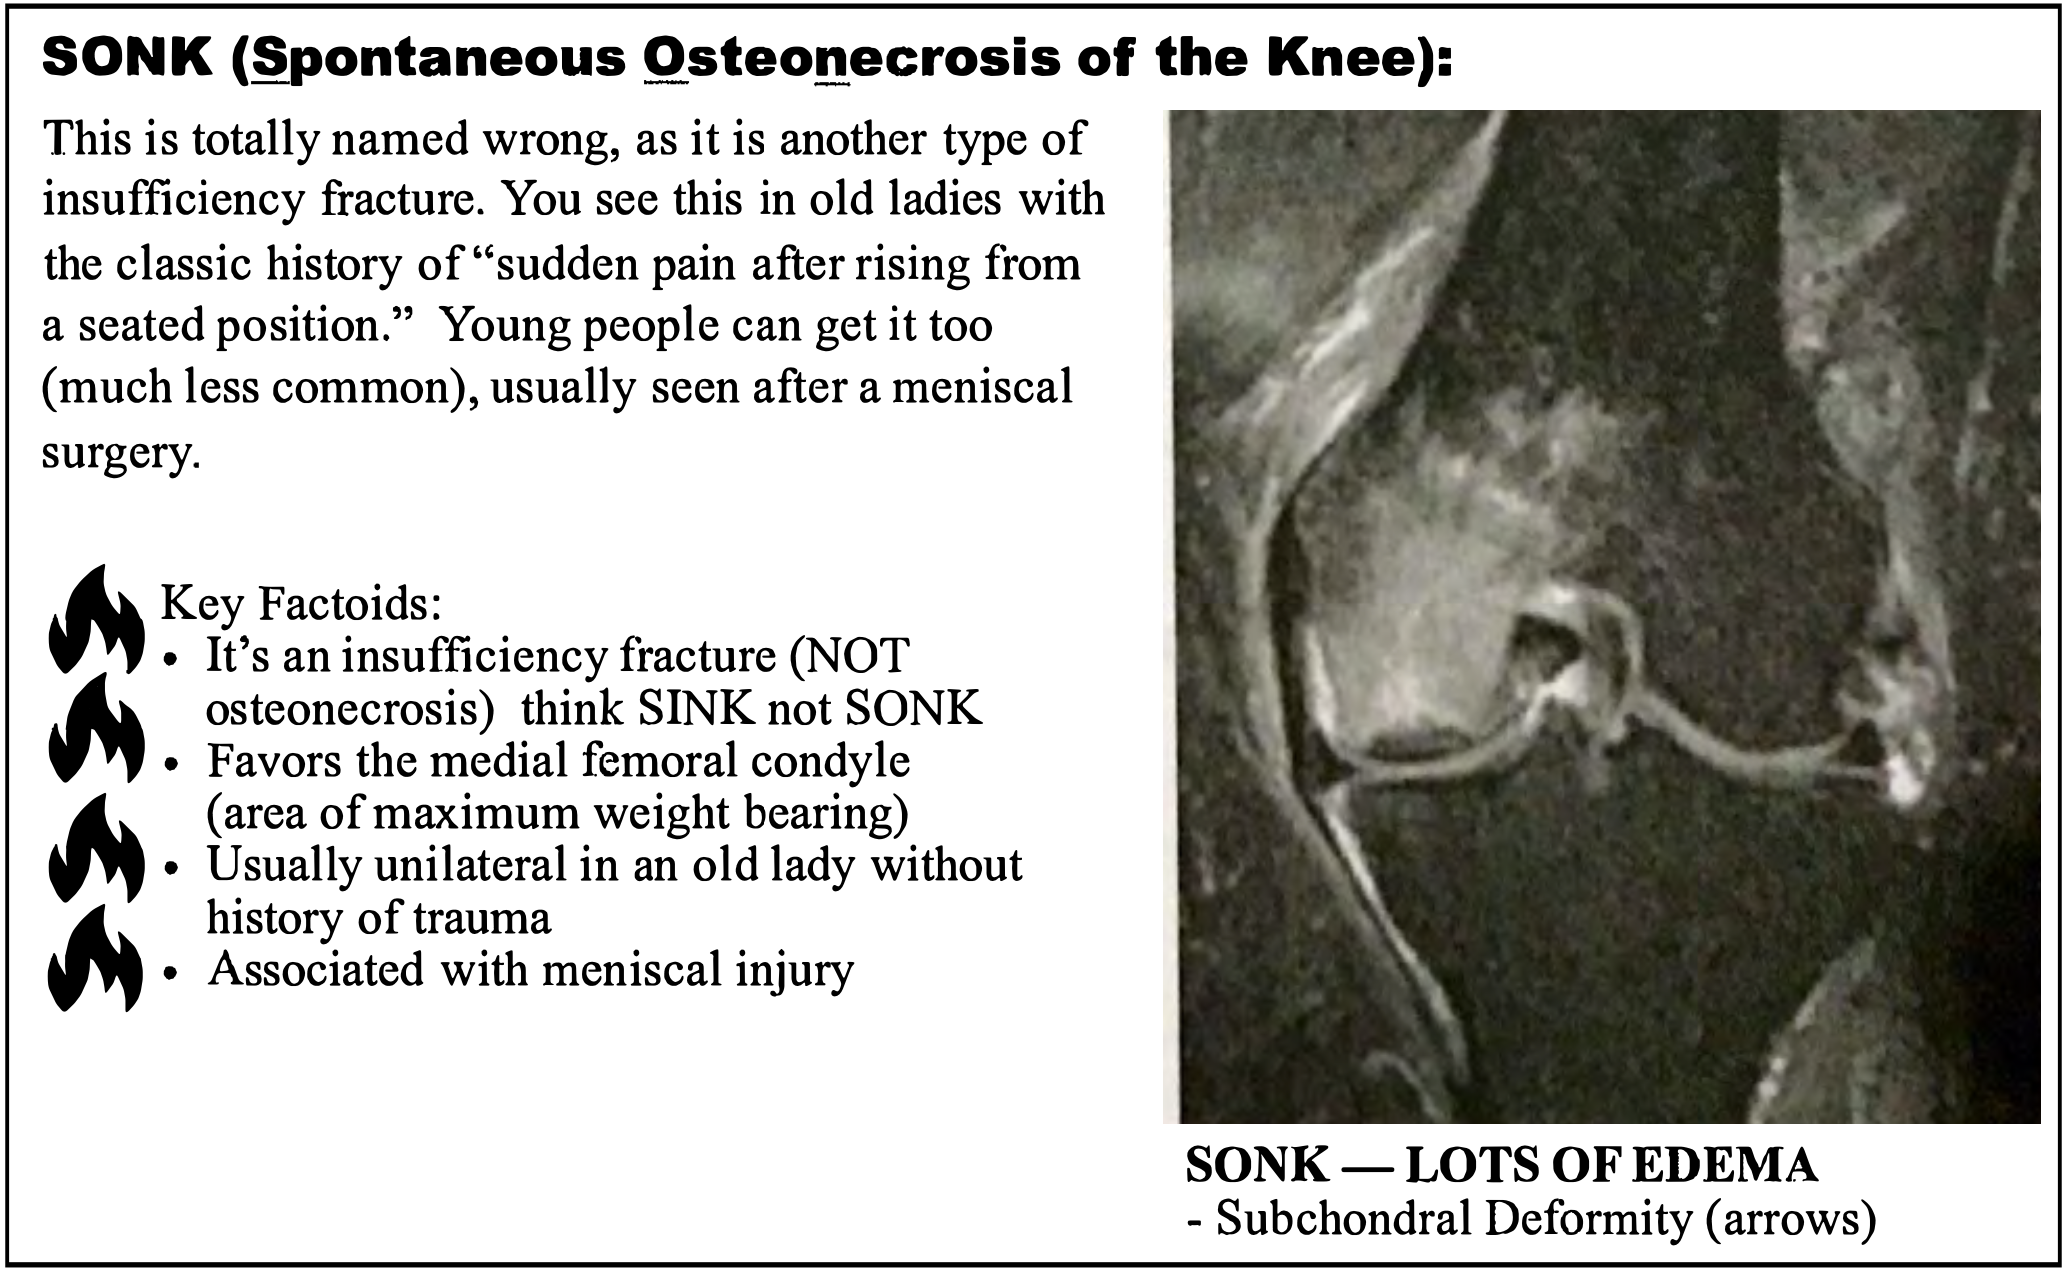 SONK (Spontaneous Osteonecrosis of the Knee):
This is totally named wrong, as it is another type of
insufficiency fracture. You see this in old ladies with
the classic history of “sudden pain after rising from
a seated position.” Young people can get it too
(much less common), usually seen after a meniscal
surgery.
Key Factoids:
• It’s an insufficiency fracture (NOT
osteonecrosis) think SINK not SONK
• Favors the medial femoral condyle
(area of maximum weight bearing)
• Usually unilateral in an old lady without
history of trauma
• Associated with meniscal injury
SONK — LOTS OF EDEMA
- Subchondral Deformity (arrows)